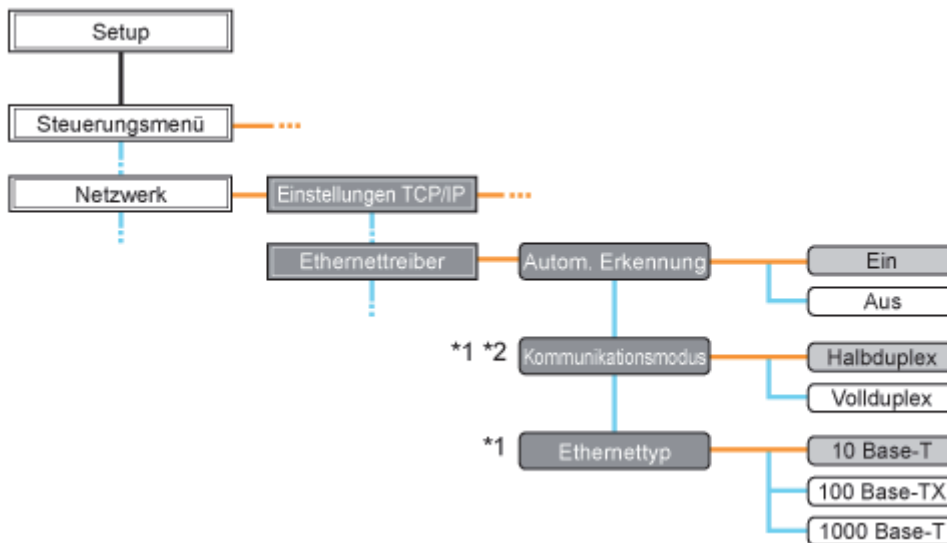 Setup
Steuerungsmenü
Netzwerk
Einstellungen TCP/IP
Ethernettreiber
Autom. Erkennung
Ein
Aus
*1 *2
Kommunikationsmodus
Halbduplex
Vollduplex
*1
Ethernettyp
10 Base-T
100 Base-TX
1000 Base-T